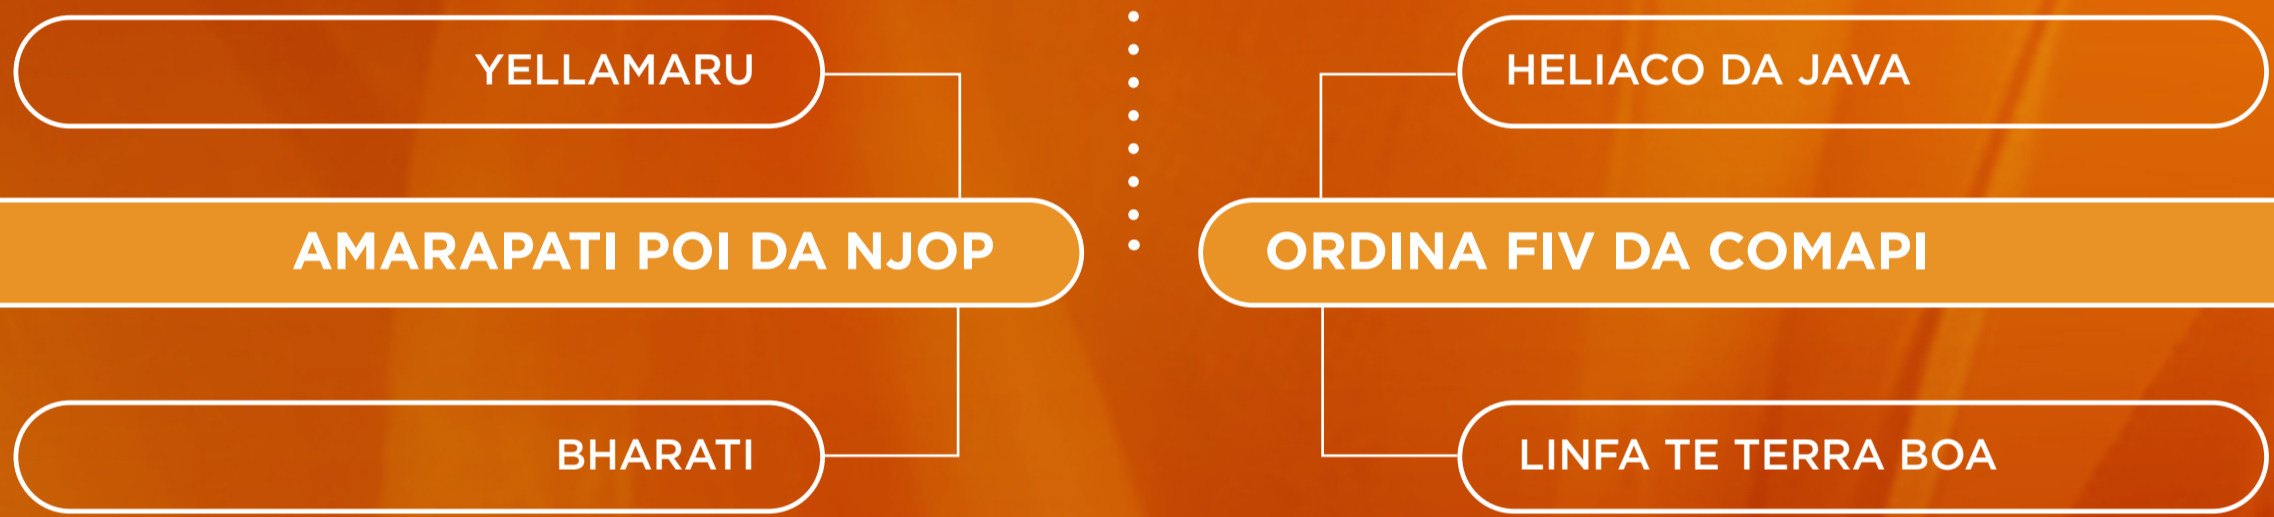 YELLAMARU
AMARAPATI POI DA NJOP
BHARATI
HELIACO DA JAVA
ORDINA FIV DA COMAPI
LINFA TE TERRA BOA